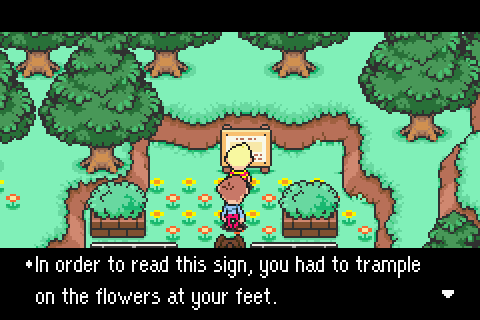 •In order to read this sign, you had to trample
on the flowers at your feet.